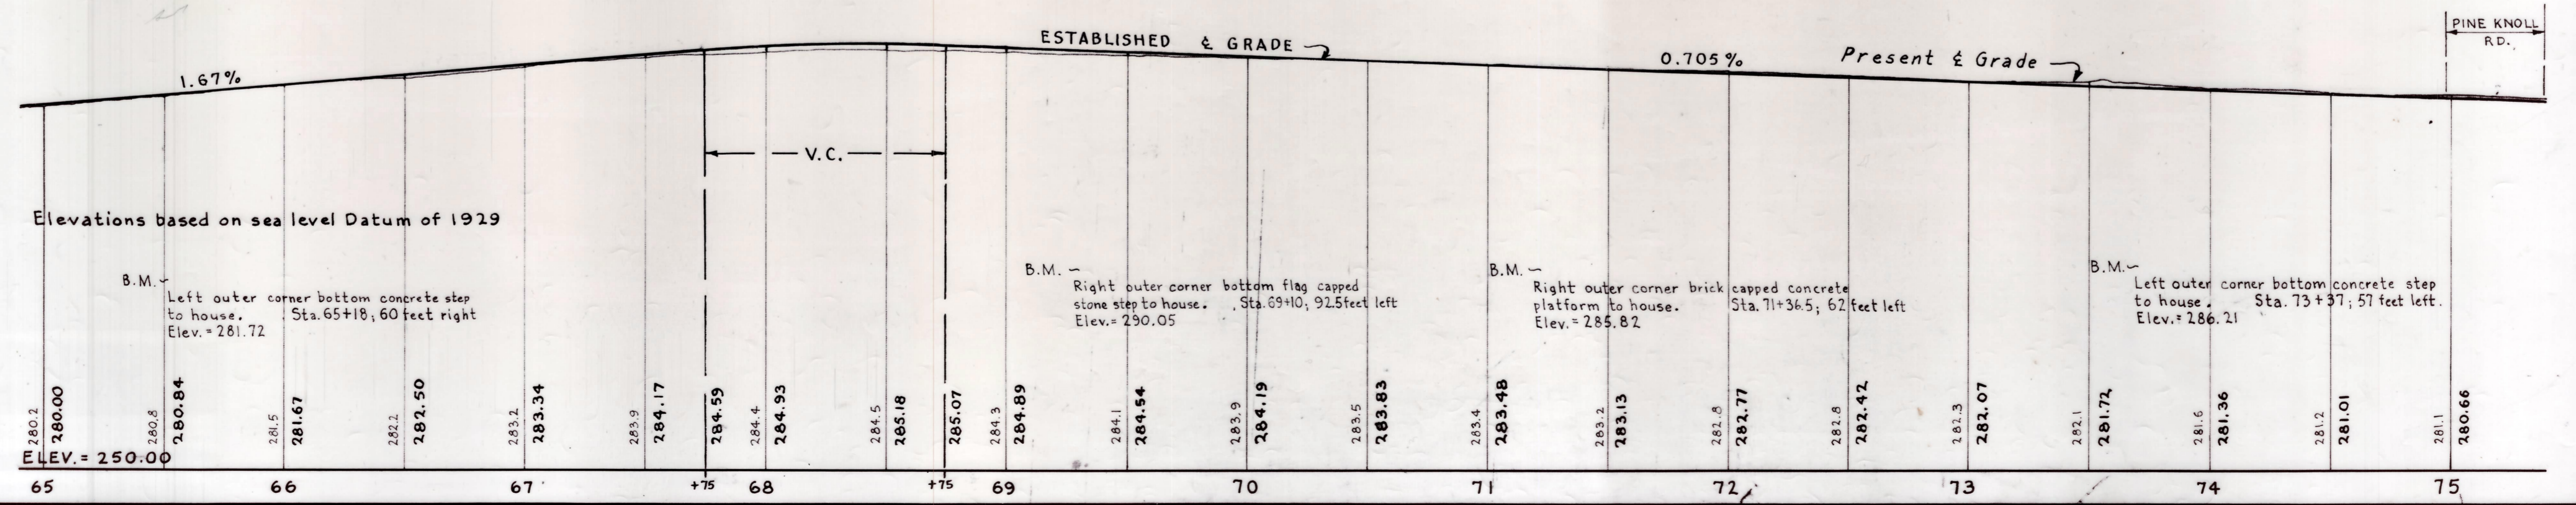 PINE KNOLL
RD.
ESTABLISHED ℄ GRADE
1.67%
0.705%
Present ℄ Grade
V.C.
Elevations based on sea level Datum of 1929
B.M.~
Left outer corner bottom concrete step
to house. Sta.65+18; 60 feet right
Elev.=281.72
B.M. ~
Right outer corner bottom flag capped
stone step to house. Sta.69+10; 92.5feet left
Elev.= 290.05
B.M. ~
Right outer corner brick capped concrete
platform to house. Sta. 71+36.5; 62 feet left
Elev.= 285.82
B.M.~
Left outer corner bottom concrete step
to house. Sta. 73+37; 57 feet left.
Elev.= 286.21
280.2
280.00
280.8
280.84
281.5
281.67
282.2
282.50
283.2
283.34
283.9
284.17
284.59
284.4
284.93
284.5
285.18
285.07
284.3
284.89
284.1
284.54
283.9
284.19
283.5
283.83
283.4
283.48
283.2
283.13
282.8
282.77
282.8
282.42
282.3
282.07
282.1
281.72
281.6
281.36
281.2
281.01
281.1
280.66
ELEV.= 250.00
65 66 67 +75 68 +75 69 70 71 72 73 74 75